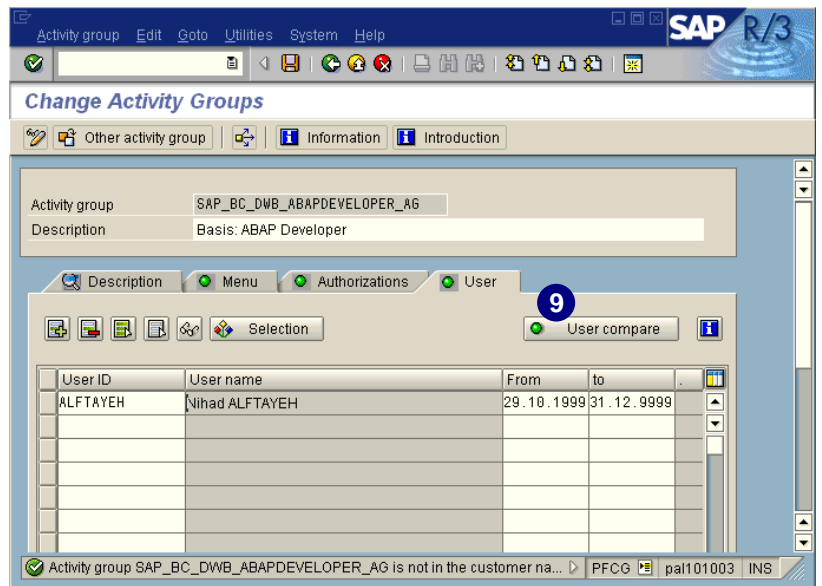 Activity group Edit Goto Utilities System Help
SAP R/3
Change Activity Groups
Other activity group Information Introduction
Activity group SAP_BC_DWB_ABAPDEVELOPER_AG
Description Basis: ABAP Developer
Description Menu Authorizations User
9
Selection User compare
User ID User name From to .
ALFTAYEH Nihad ALFTAYEH 29.10.1999 31.12.9999
Activity group SAP_BC_DWB_ABAPDEVELOPER_AG is not in the customer na... PFCG pal101003 INS